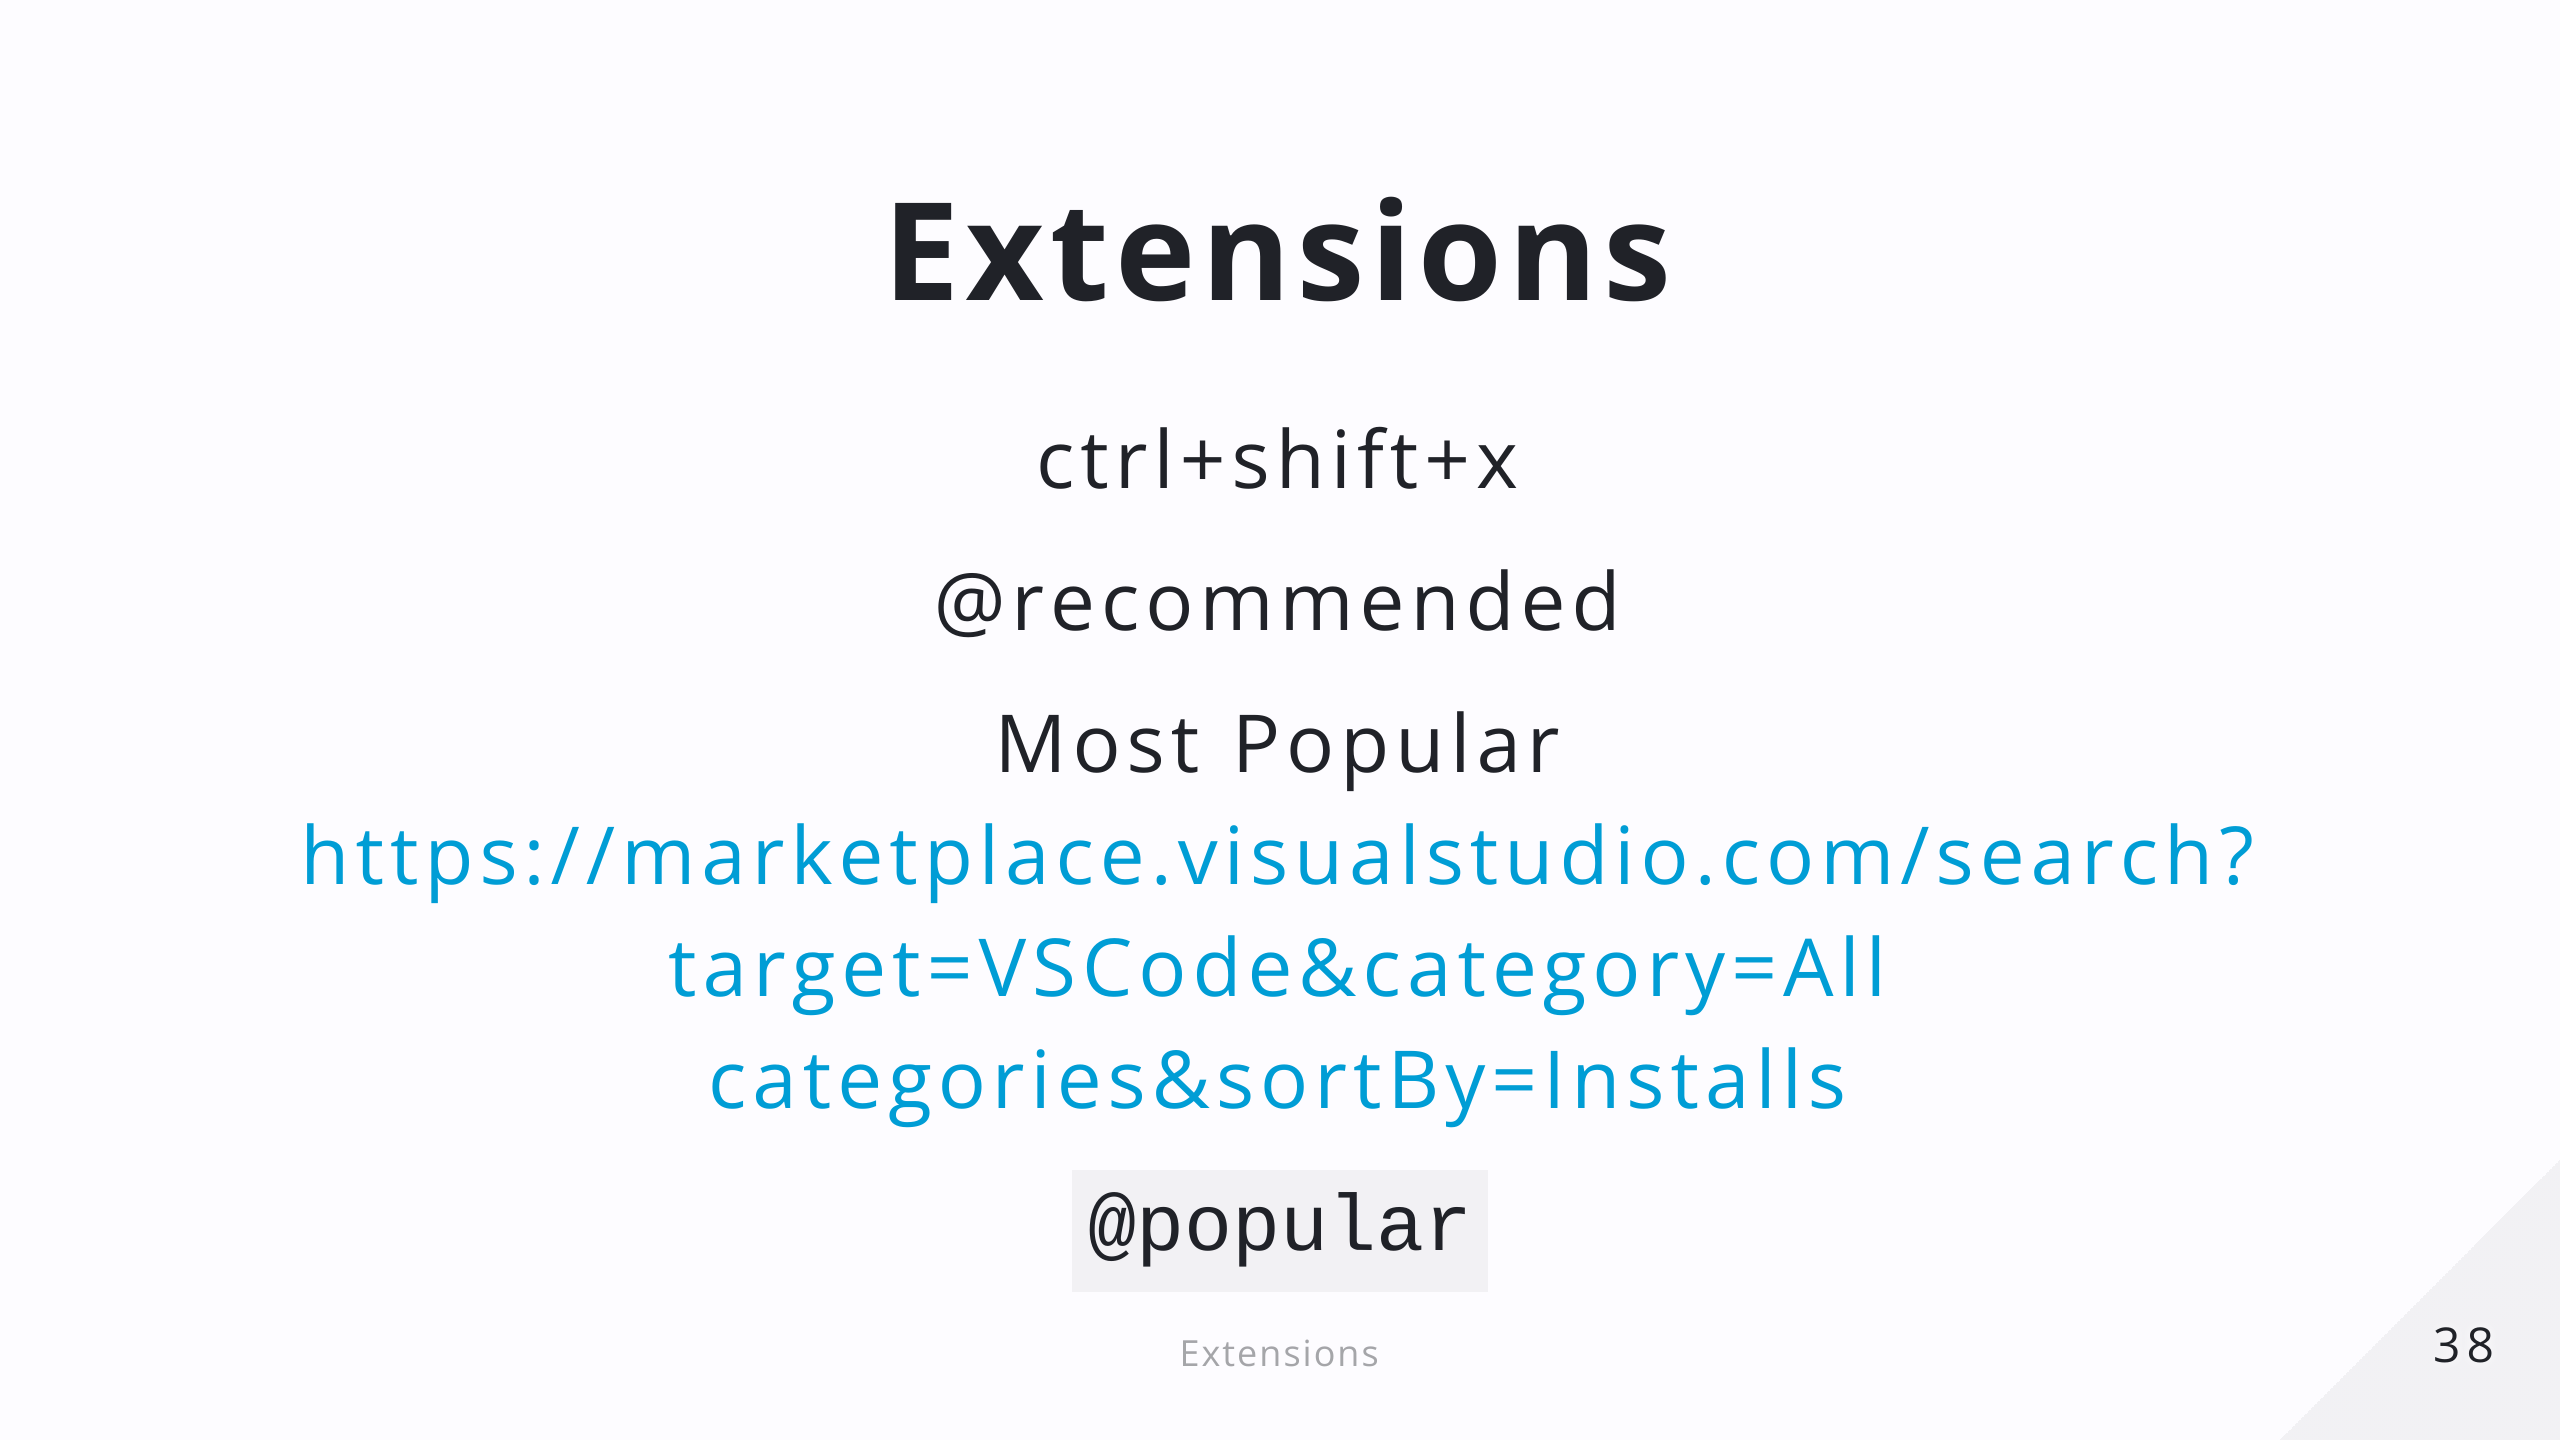 Extensions
ctrl+shift+x
@recommended
Most Popular
https://marketplace.visualstudio.com/search?
target=VSCode&category=All
categories&sortBy=Installs
@popular
Extensions
38